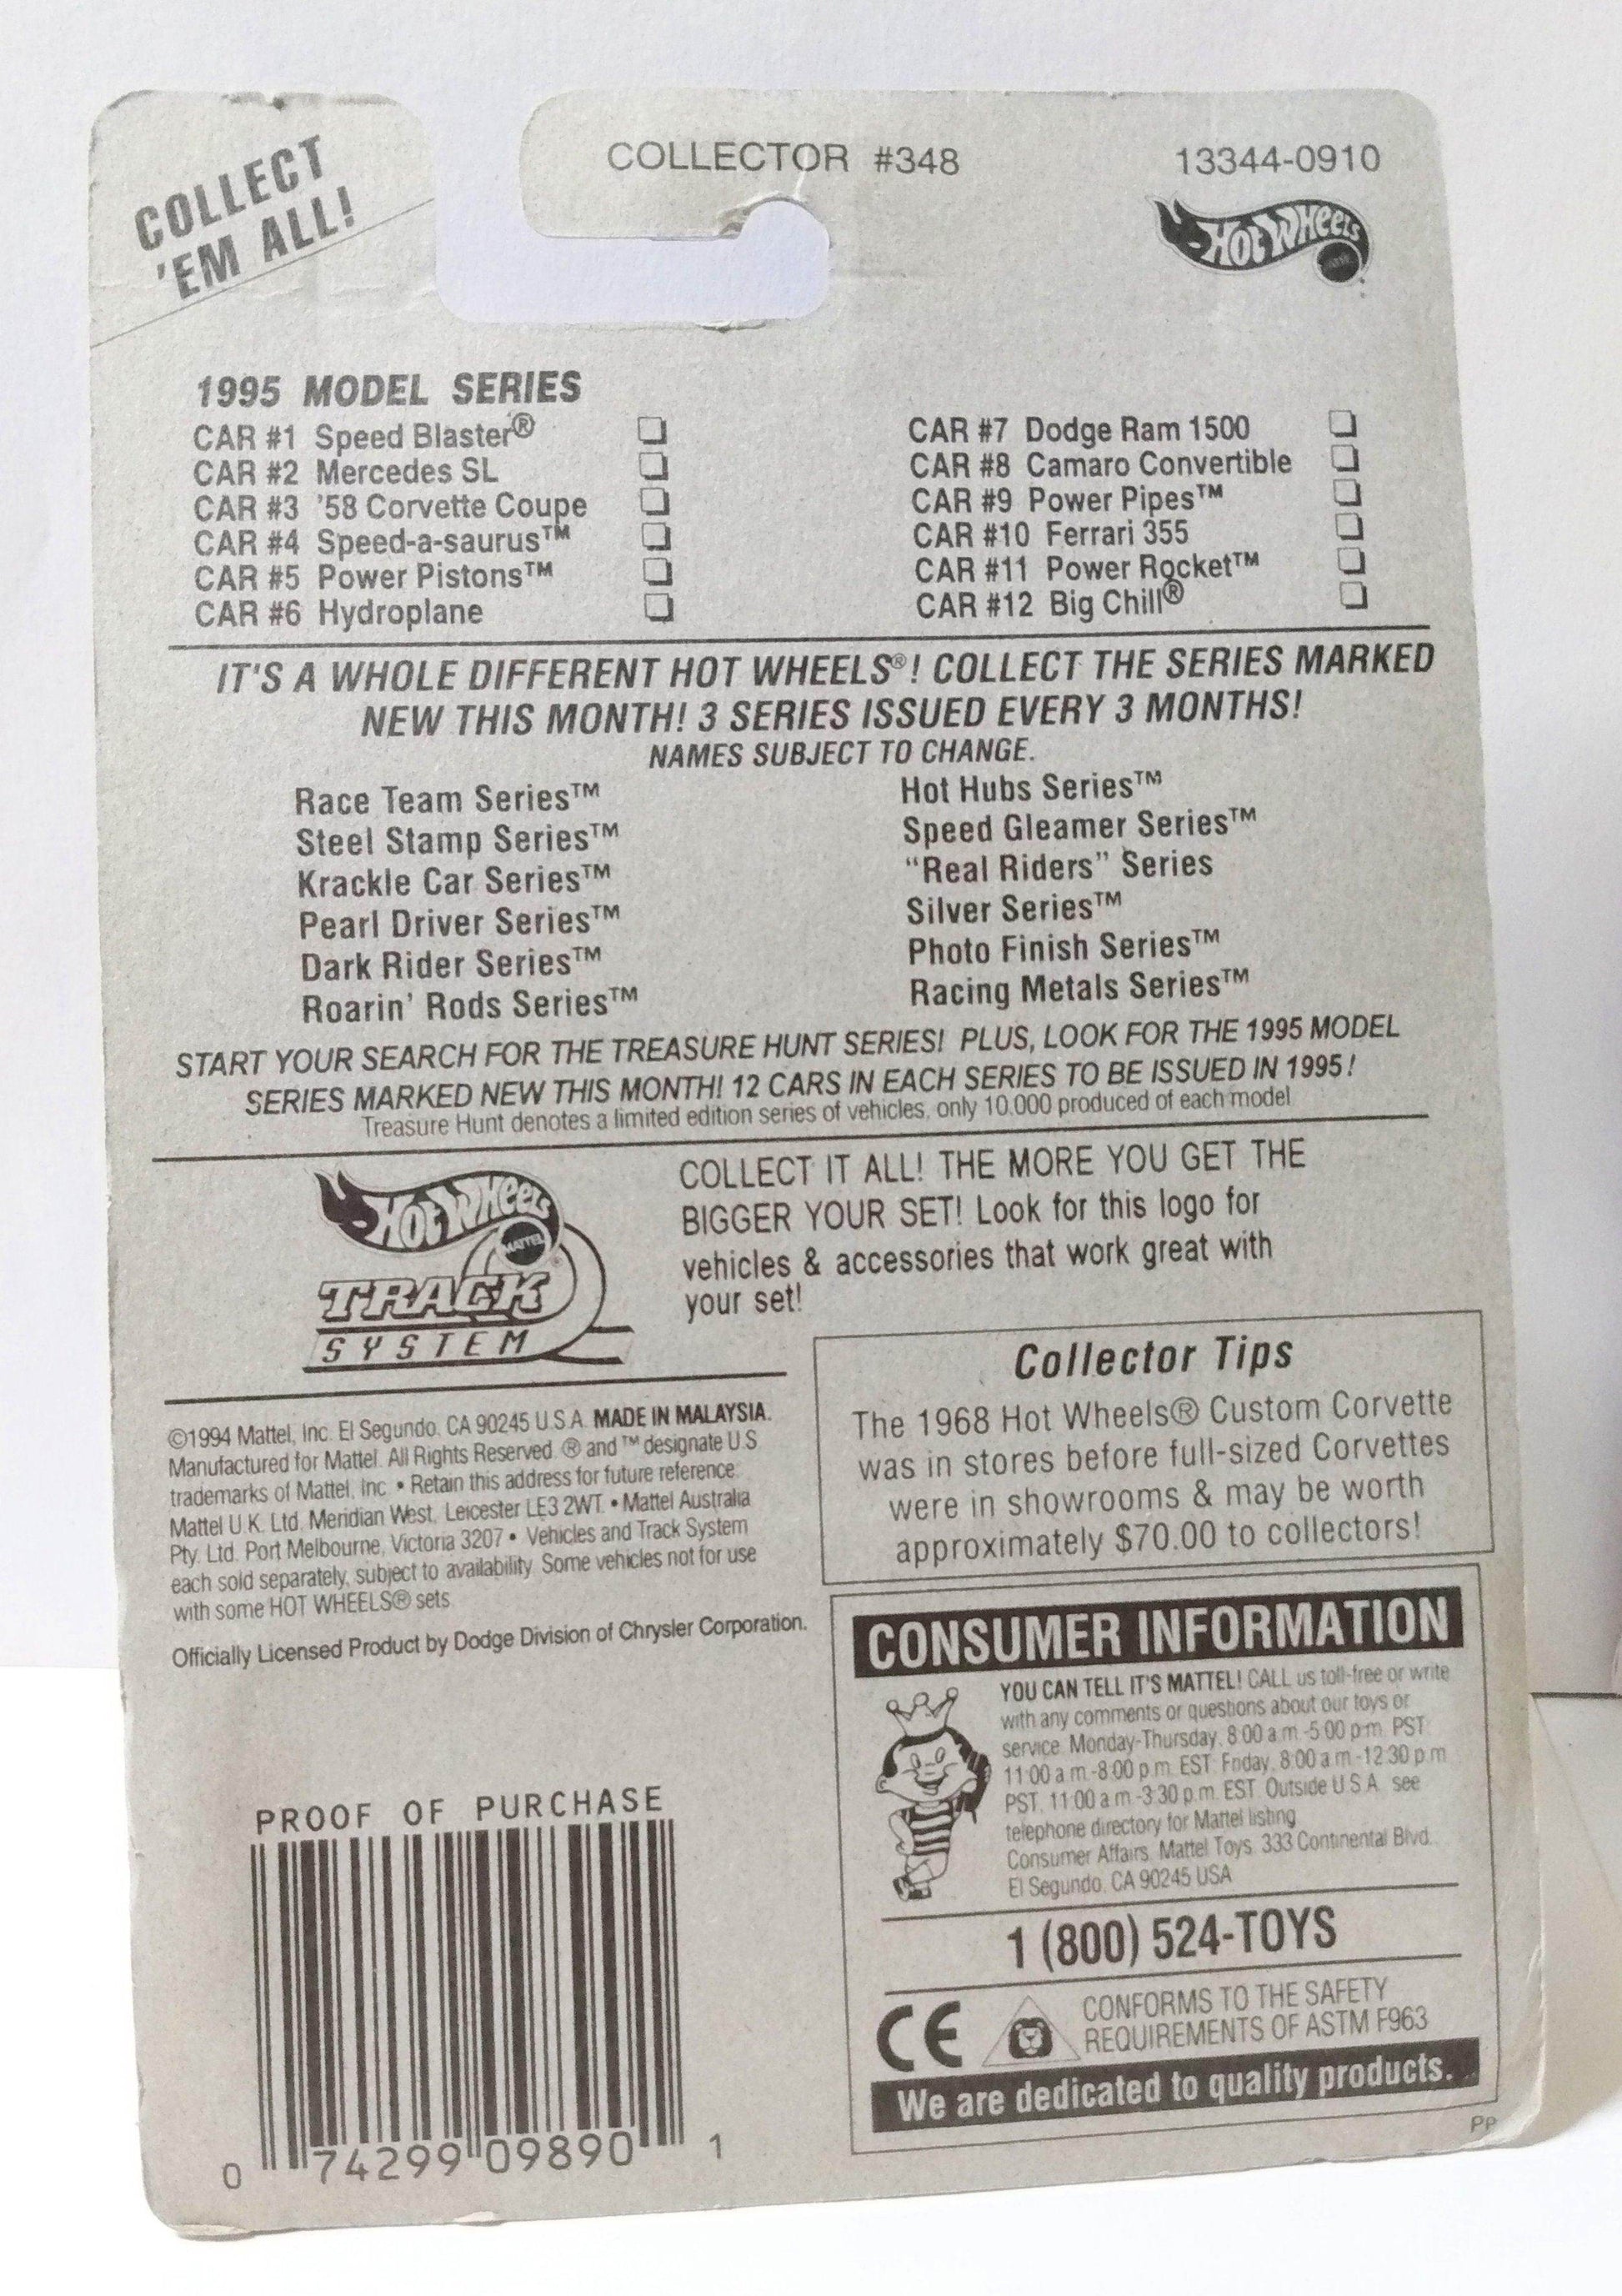 COLLECT
'EM ALL!
COLLECTOR #348
13344-0910
HOT WHEELS
1995 MODEL SERIES
CAR #1 Speed Blaster®
CAR #2 Mercedes SL
CAR #3 '58 Corvette Coupe
CAR #4 Speed-a-saurus™
CAR #5 Power Pistons™
CAR #6 Hydroplane
CAR #7 Dodge Ram 1500
CAR #8 Camaro Convertible
CAR #9 Power Pipes™
CAR #10 Ferrari 355
CAR #11 Power Rocket™
CAR #12 Big Chill®
IT'S A WHOLE DIFFERENT HOT WHEELS®! COLLECT THE SERIES MARKED
NEW THIS MONTH! 3 SERIES ISSUED EVERY 3 MONTHS!
NAMES SUBJECT TO CHANGE.
Race Team Series™
Steel Stamp Series™
Krackle Car Series™
Pearl Driver Series™
Dark Rider Series™
Roarin' Rods Series™
Hot Hubs Series™
Speed Gleamer Series™
“Real Riders” Series
Silver Series™
Photo Finish Series™
Racing Metals Series™
START YOUR SEARCH FOR THE TREASURE HUNT SERIES! PLUS, LOOK FOR THE 1995 MODEL
SERIES MARKED NEW THIS MONTH! 12 CARS IN EACH SERIES TO BE ISSUED IN 1995!
Treasure Hunt denotes a limited edition series of vehicles, only 10,000 produced of each model
HOT WHEELS
MATTEL
TRACK
SYSTEM
COLLECT IT ALL! THE MORE YOU GET THE
BIGGER YOUR SET! Look for this logo for
vehicles & accessories that work great with
your set!
©1994 Mattel, Inc. El Segundo, CA 90245 U.S.A. MADE IN MALAYSIA.
Manufactured for Mattel. All Rights Reserved. ® and ™ designate U.S.
trademarks of Mattel, Inc. • Retain this address for future reference:
Mattel U.K. Ltd. Meridian West, Leicester LE3 2WT. • Mattel Australia
Pty. Ltd. Port Melbourne, Victoria 3207 • Vehicles and Track System
each sold separately, subject to availability. Some vehicles not for use
with some HOT WHEELS® sets.
Officially Licensed Product by Dodge Division of Chrysler Corporation.
Collector Tips
The 1968 Hot Wheels® Custom Corvette
was in stores before full-sized Corvettes
were in showrooms & may be worth
approximately $70.00 to collectors!
CONSUMER INFORMATION
YOU CAN TELL IT'S MATTEL! CALL us toll-free or write
with any comments or questions about our toys or
service. Monday-Thursday, 8:00 a.m.-5:00 p.m. PST:
11:00 a.m.-8:00 p.m. EST: Friday, 8:00 a.m.-12:30 p.m.
PST, 11:00 a.m.-3:30 p.m. EST. Outside U.S.A. see
telephone directory for Mattel listing.
Consumer Affairs, Mattel Toys, 333 Continental Blvd.
El Segundo, CA 90245 USA
1 (800) 524-TOYS
CE
CONFORMS TO THE SAFETY
REQUIREMENTS OF ASTM F963
We are dedicated to quality products.
PP
PROOF OF PURCHASE
0 74299 09890 1